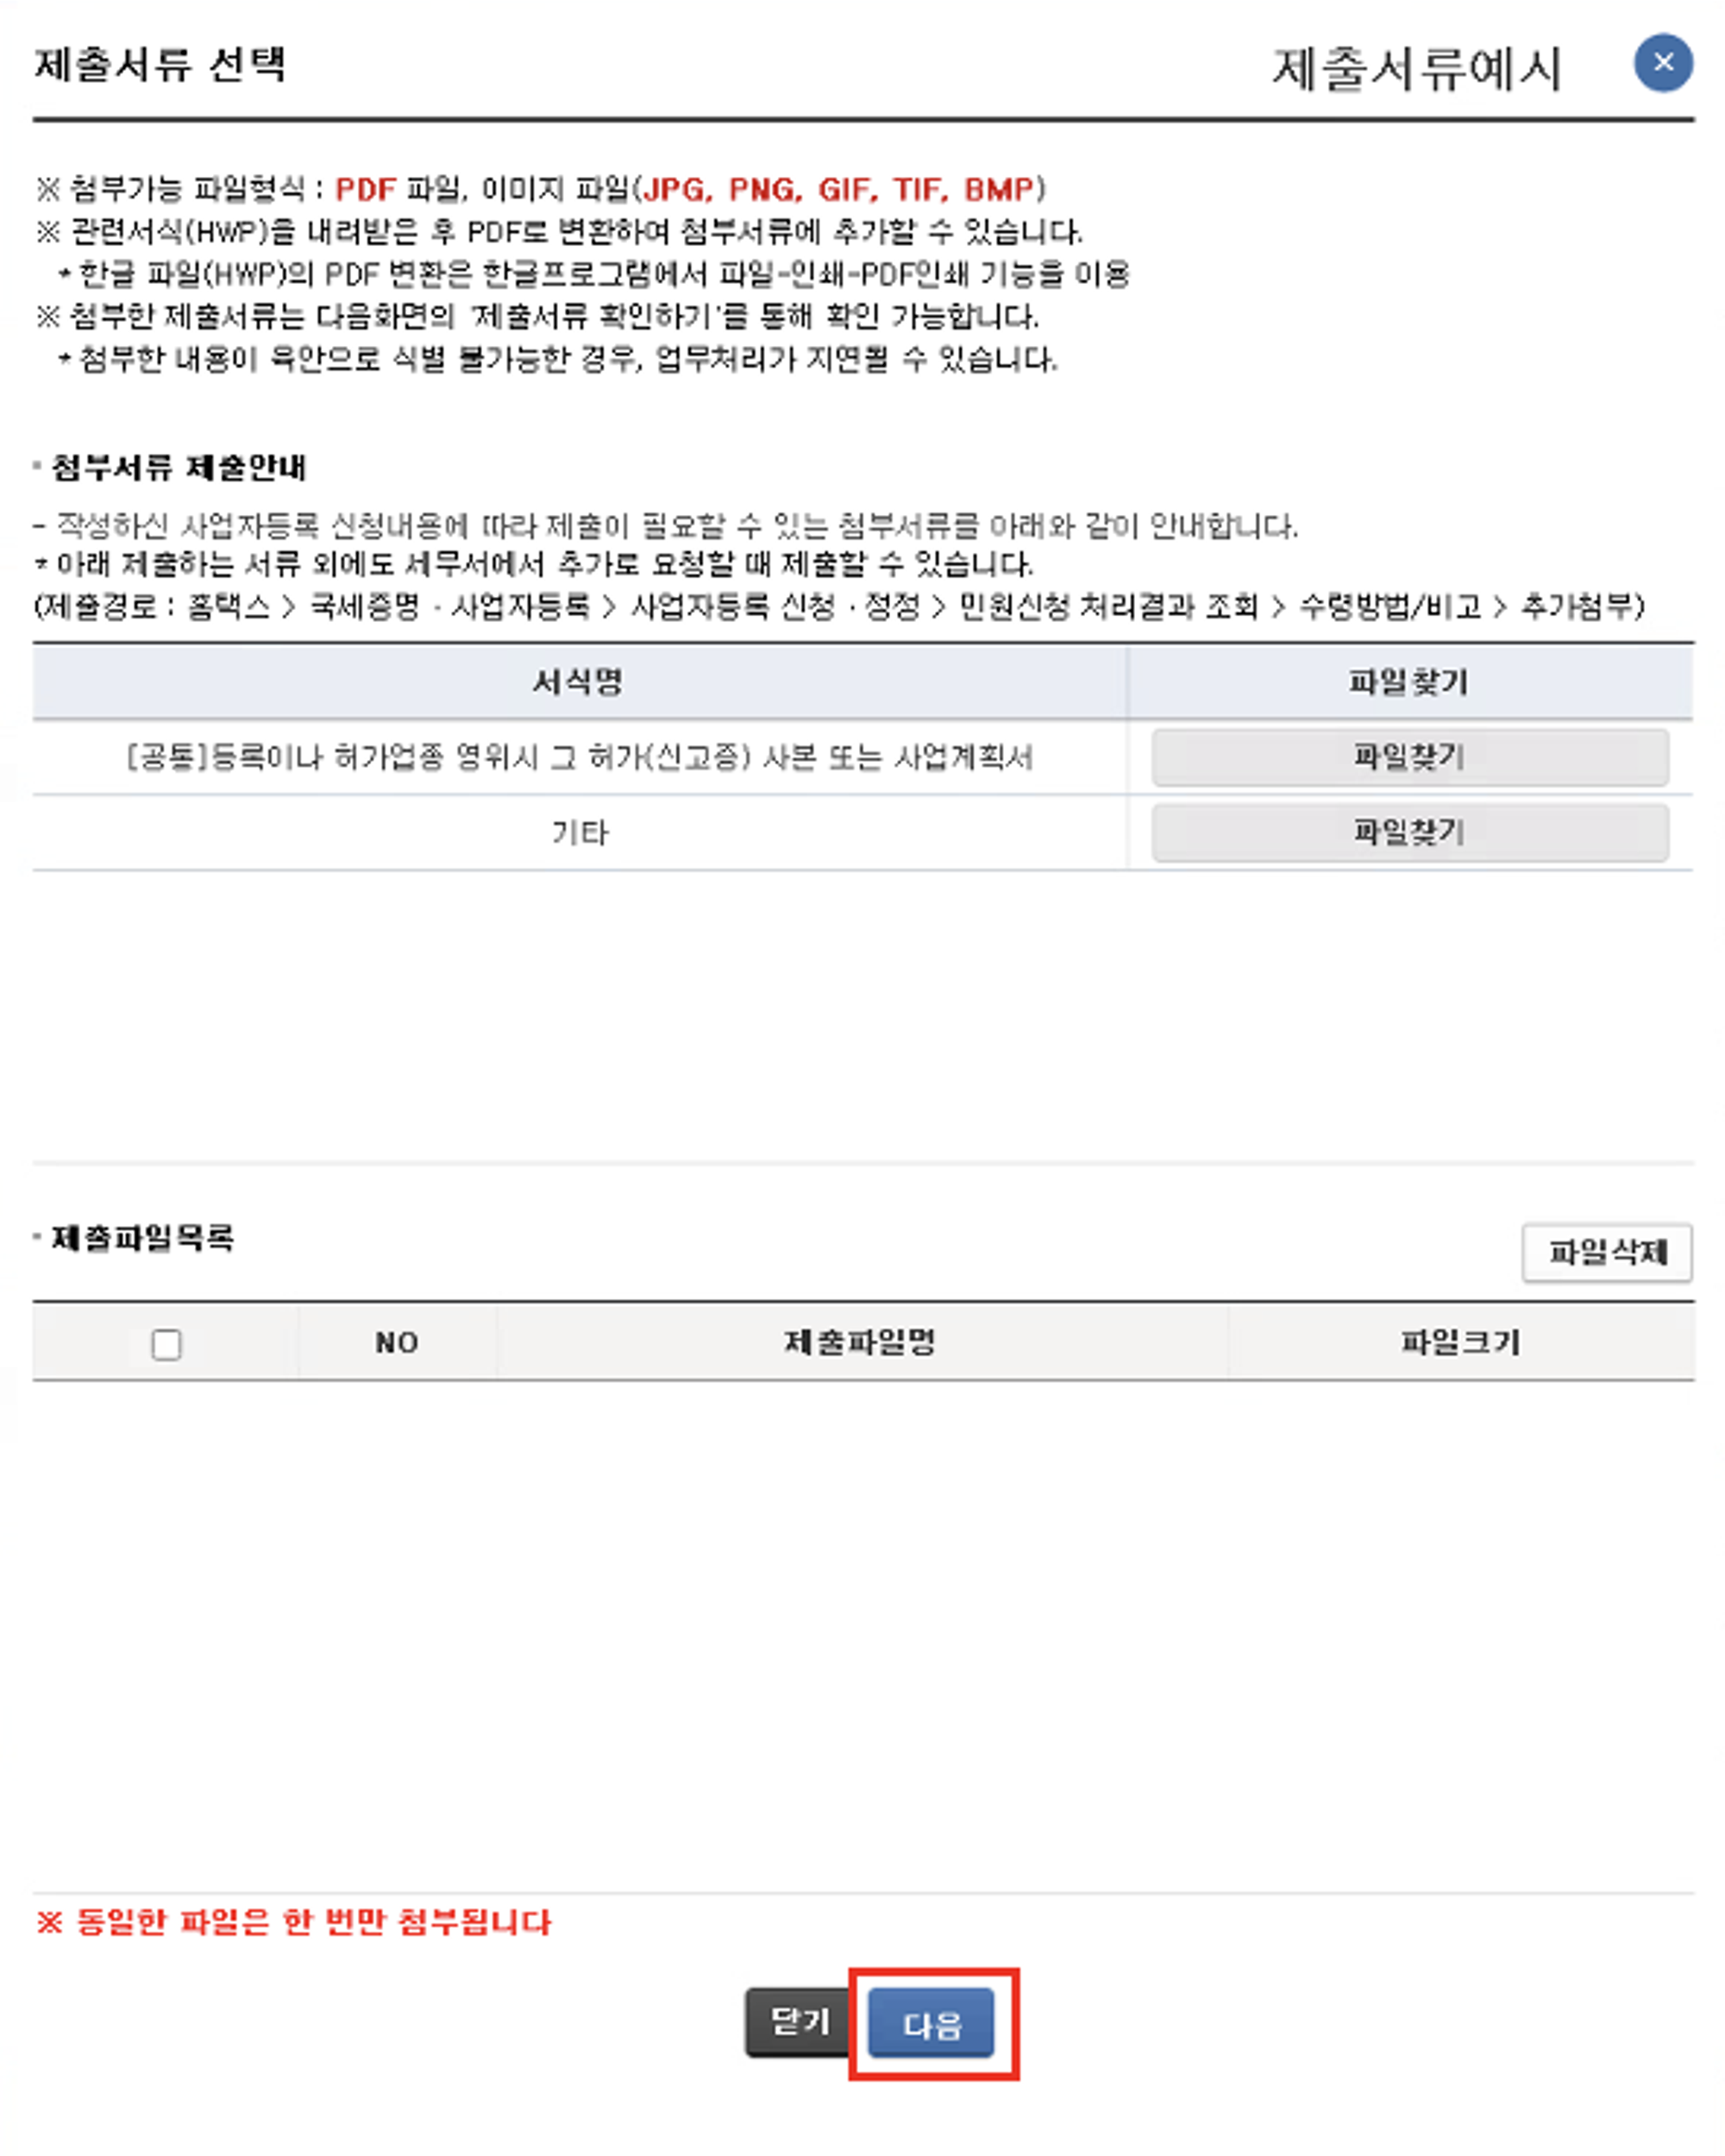 제출서류 선택
제출서류예시
※ 첨부가능 파일형식 : PDF 파일, 이미지 파일(JPG, PNG, GIF, TIF, BMP)
※ 관련서식(HWP)을 내려받은 후 PDF로 변환하여 첨부서류에 추가할 수 있습니다.
* 한글 파일(HWP)의 PDF 변환은 한글프로그램에서 파일-인쇄-PDF인쇄 기능을 이용
※ 첨부한 제출서류는 다음화면의 '제출서류 확인하기'를 통해 확인 가능합니다.
* 첨부한 내용이 육안으로 식별 불가능한 경우, 업무처리가 지연될 수 있습니다.
첨부서류 제출안내
- 작성하신 사업자등록 신청내용에 따라 제출이 필요할 수 있는 첨부서류를 아래와 같이 안내합니다.
* 아래 제출하는 서류 외에도 세무서에서 추가로 요청할 때 제출할 수 있습니다.
(제출경로 : 홈택스 > 국세증명 · 사업자등록 > 사업자등록 신청 · 정정 > 민원신청 처리결과 조회 > 수령방법/비고 > 추가첨부)
서식명 파일찾기
[공통]등록이나 허가업종 영위시 그 허가(신고증) 사본 또는 사업계획서 파일찾기
기타 파일찾기
제출파일목록
파일삭제
NO 제출파일명 파일크기
※ 동일한 파일은 한 번만 첨부됩니다
닫기 다음